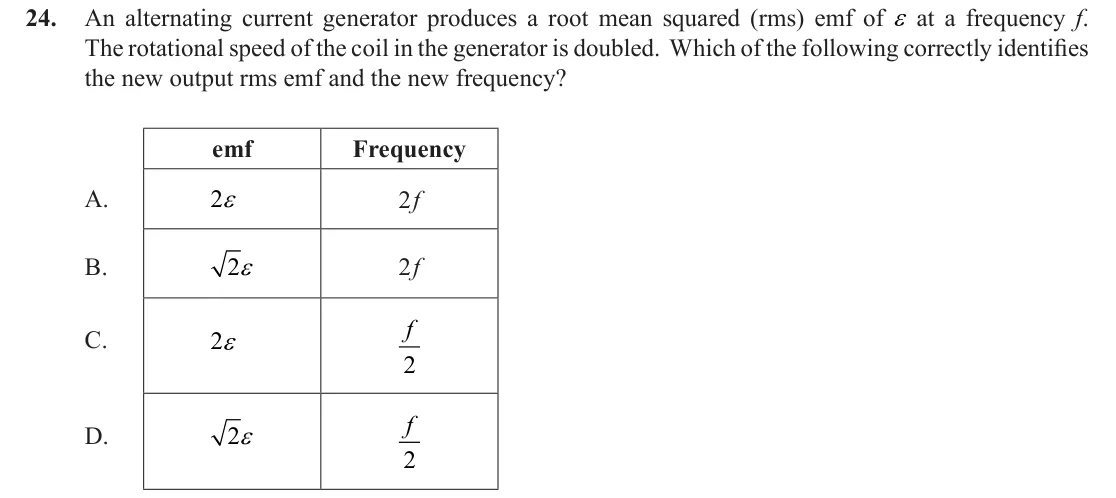 24. An alternating current generator produces a root mean squared (rms) emf of ε at a frequency f.
The rotational speed of the coil in the generator is doubled. Which of the following correctly identifies
the new output rms emf and the new frequency?
emf Frequency
A. 2ε 2f
B. √2ε 2f
C. 2ε f/2
D. √2ε f/2